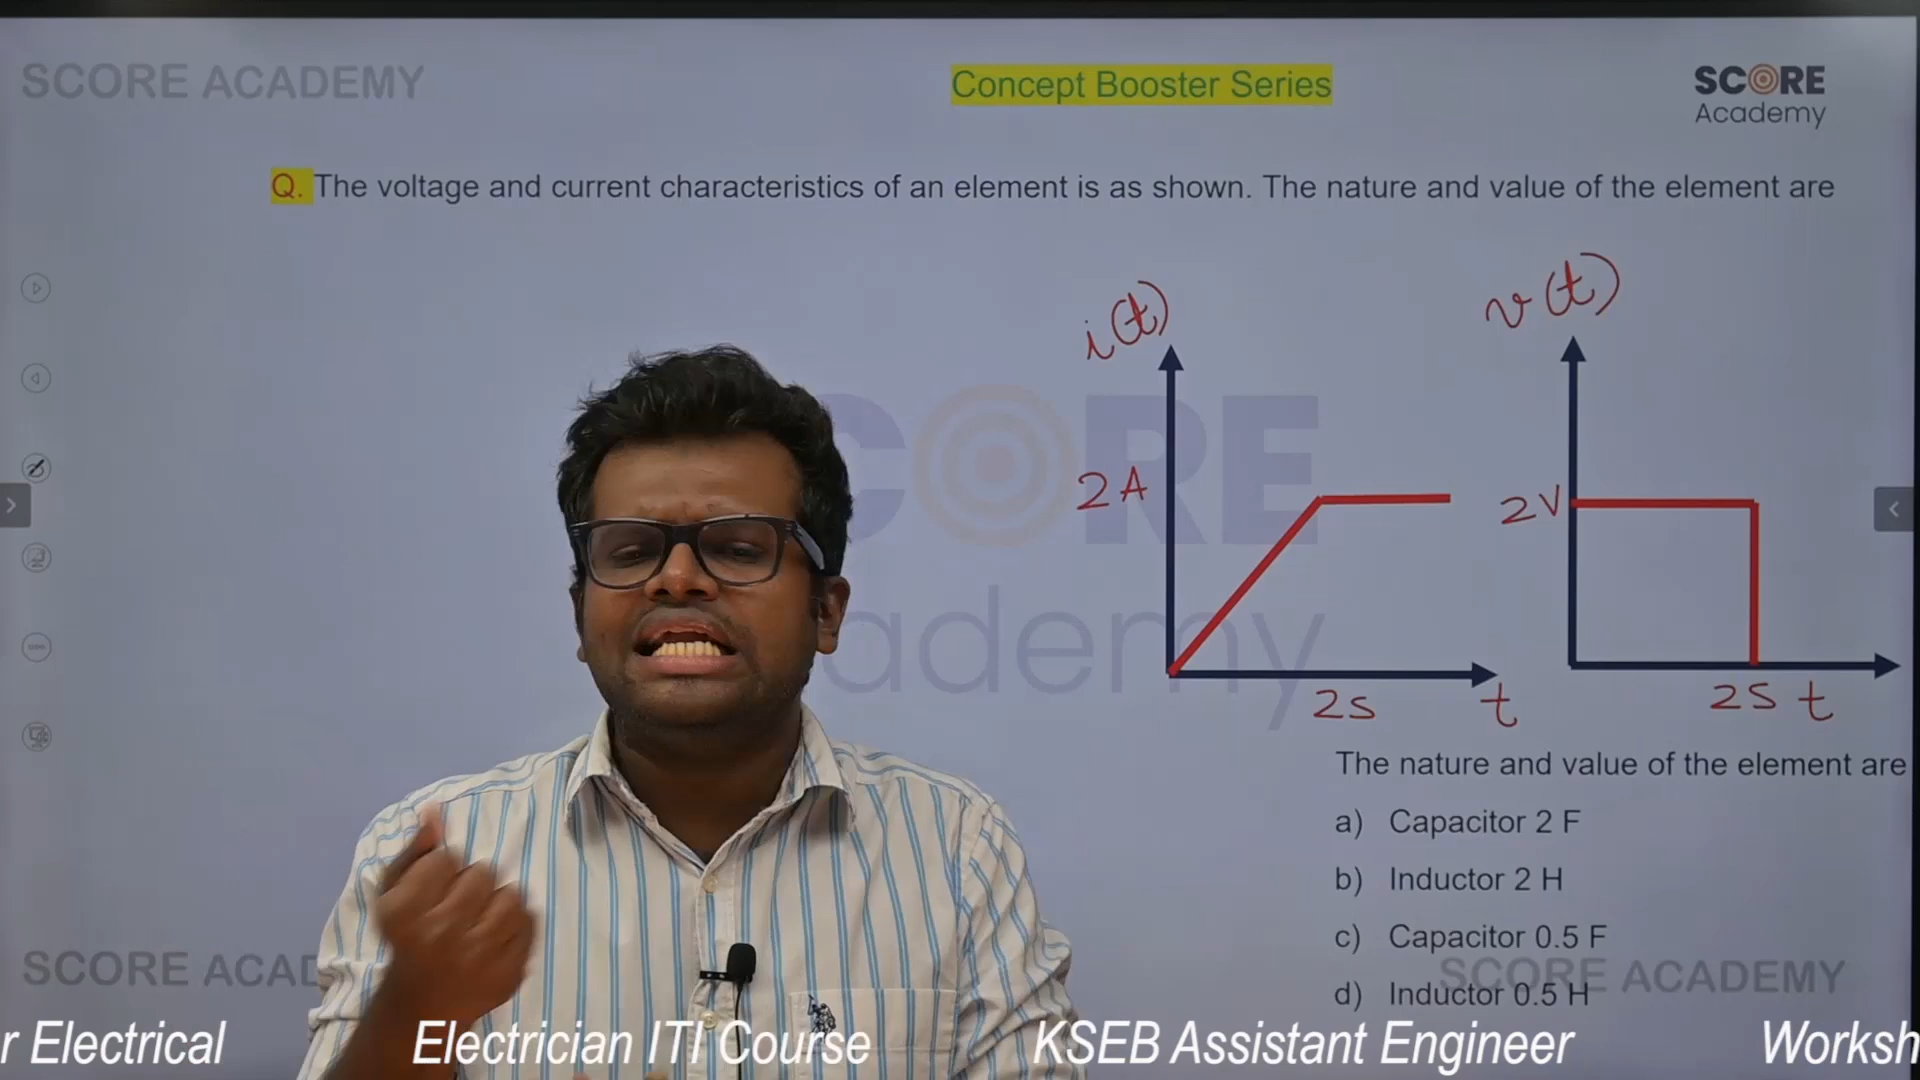 SCORE ACADEMY
Concept Booster Series
SCORE
Academy
Q. The voltage and current characteristics of an element is as shown. The nature and value of the element are
i(t)
v(t)
CORE
2A
2V
ademy
2s
t
2S
t
The nature and value of the element are
a) Capacitor 2 F
b) Inductor 2 H
c) Capacitor 0.5 F
d) Inductor 0.5 H
SCORE ACAD
SCORE ACADEMY
r Electrical
Electrician ITI Course
KSEB Assistant Engineer
Worksh